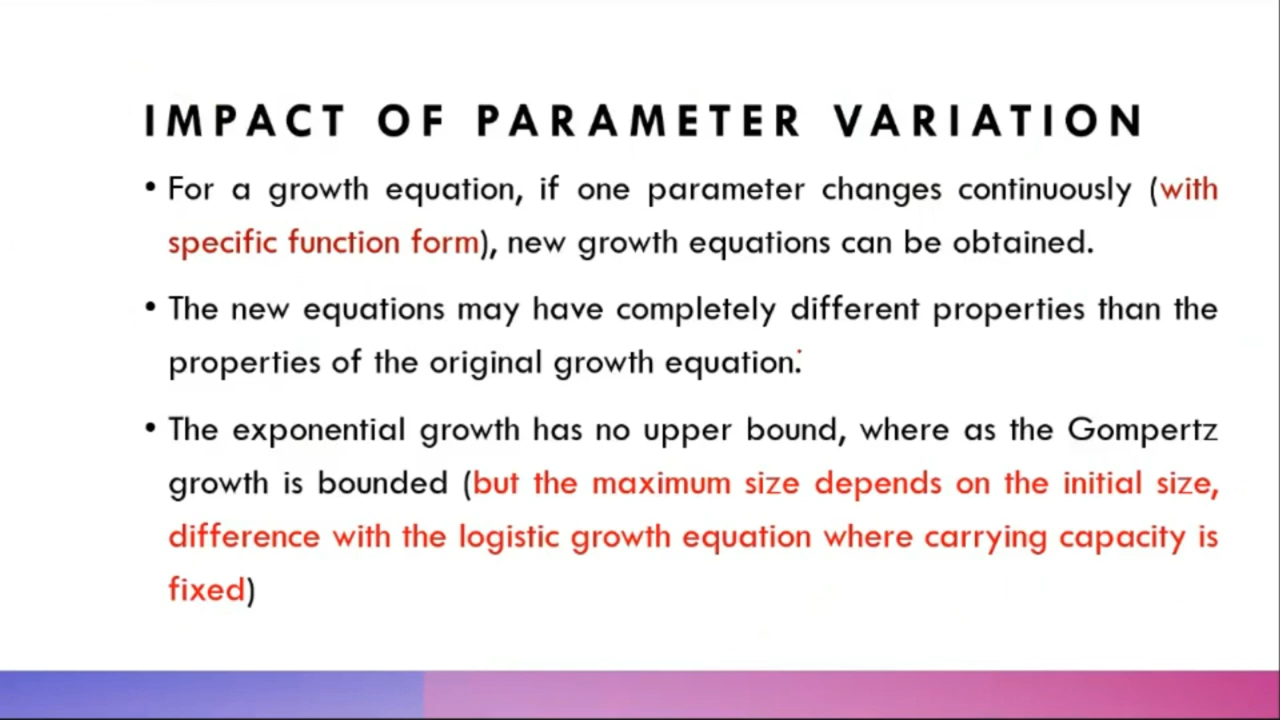 IMPACT OF PARAMETER VARIATION
• For a growth equation, if one parameter changes continuously (with
specific function form), new growth equations can be obtained.
• The new equations may have completely different properties than the
properties of the original growth equation.
• The exponential growth has no upper bound, where as the Gompertz
growth is bounded (but the maximum size depends on the initial size,
difference with the logistic growth equation where carrying capacity is
fixed)